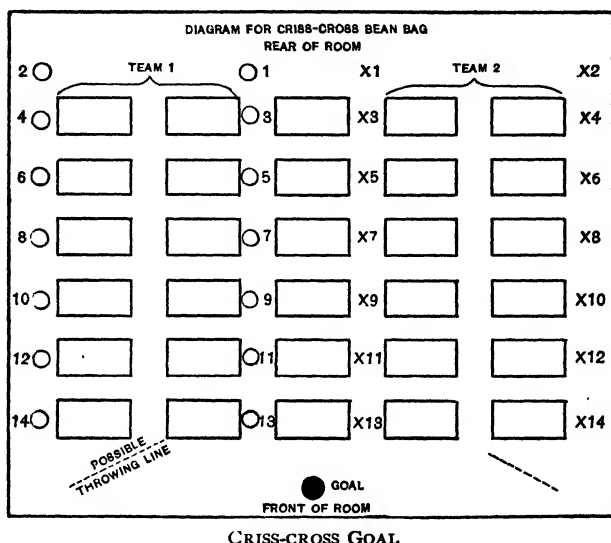 DIAGRAM FOR CRISS-CROSS BEAN BAG
REAR OF ROOM
2 TEAM 1 1 X1 TEAM 2 X2
4 3 X3 X4
6 5 X5 X6
8 7 X7 X8
10 9 X9 X10
12 11 X11 X12
14 13 X13 X14
POSSIBLE
THROWING LINE
GOAL
FRONT OF ROOM
CRISS-CROSS GOAL